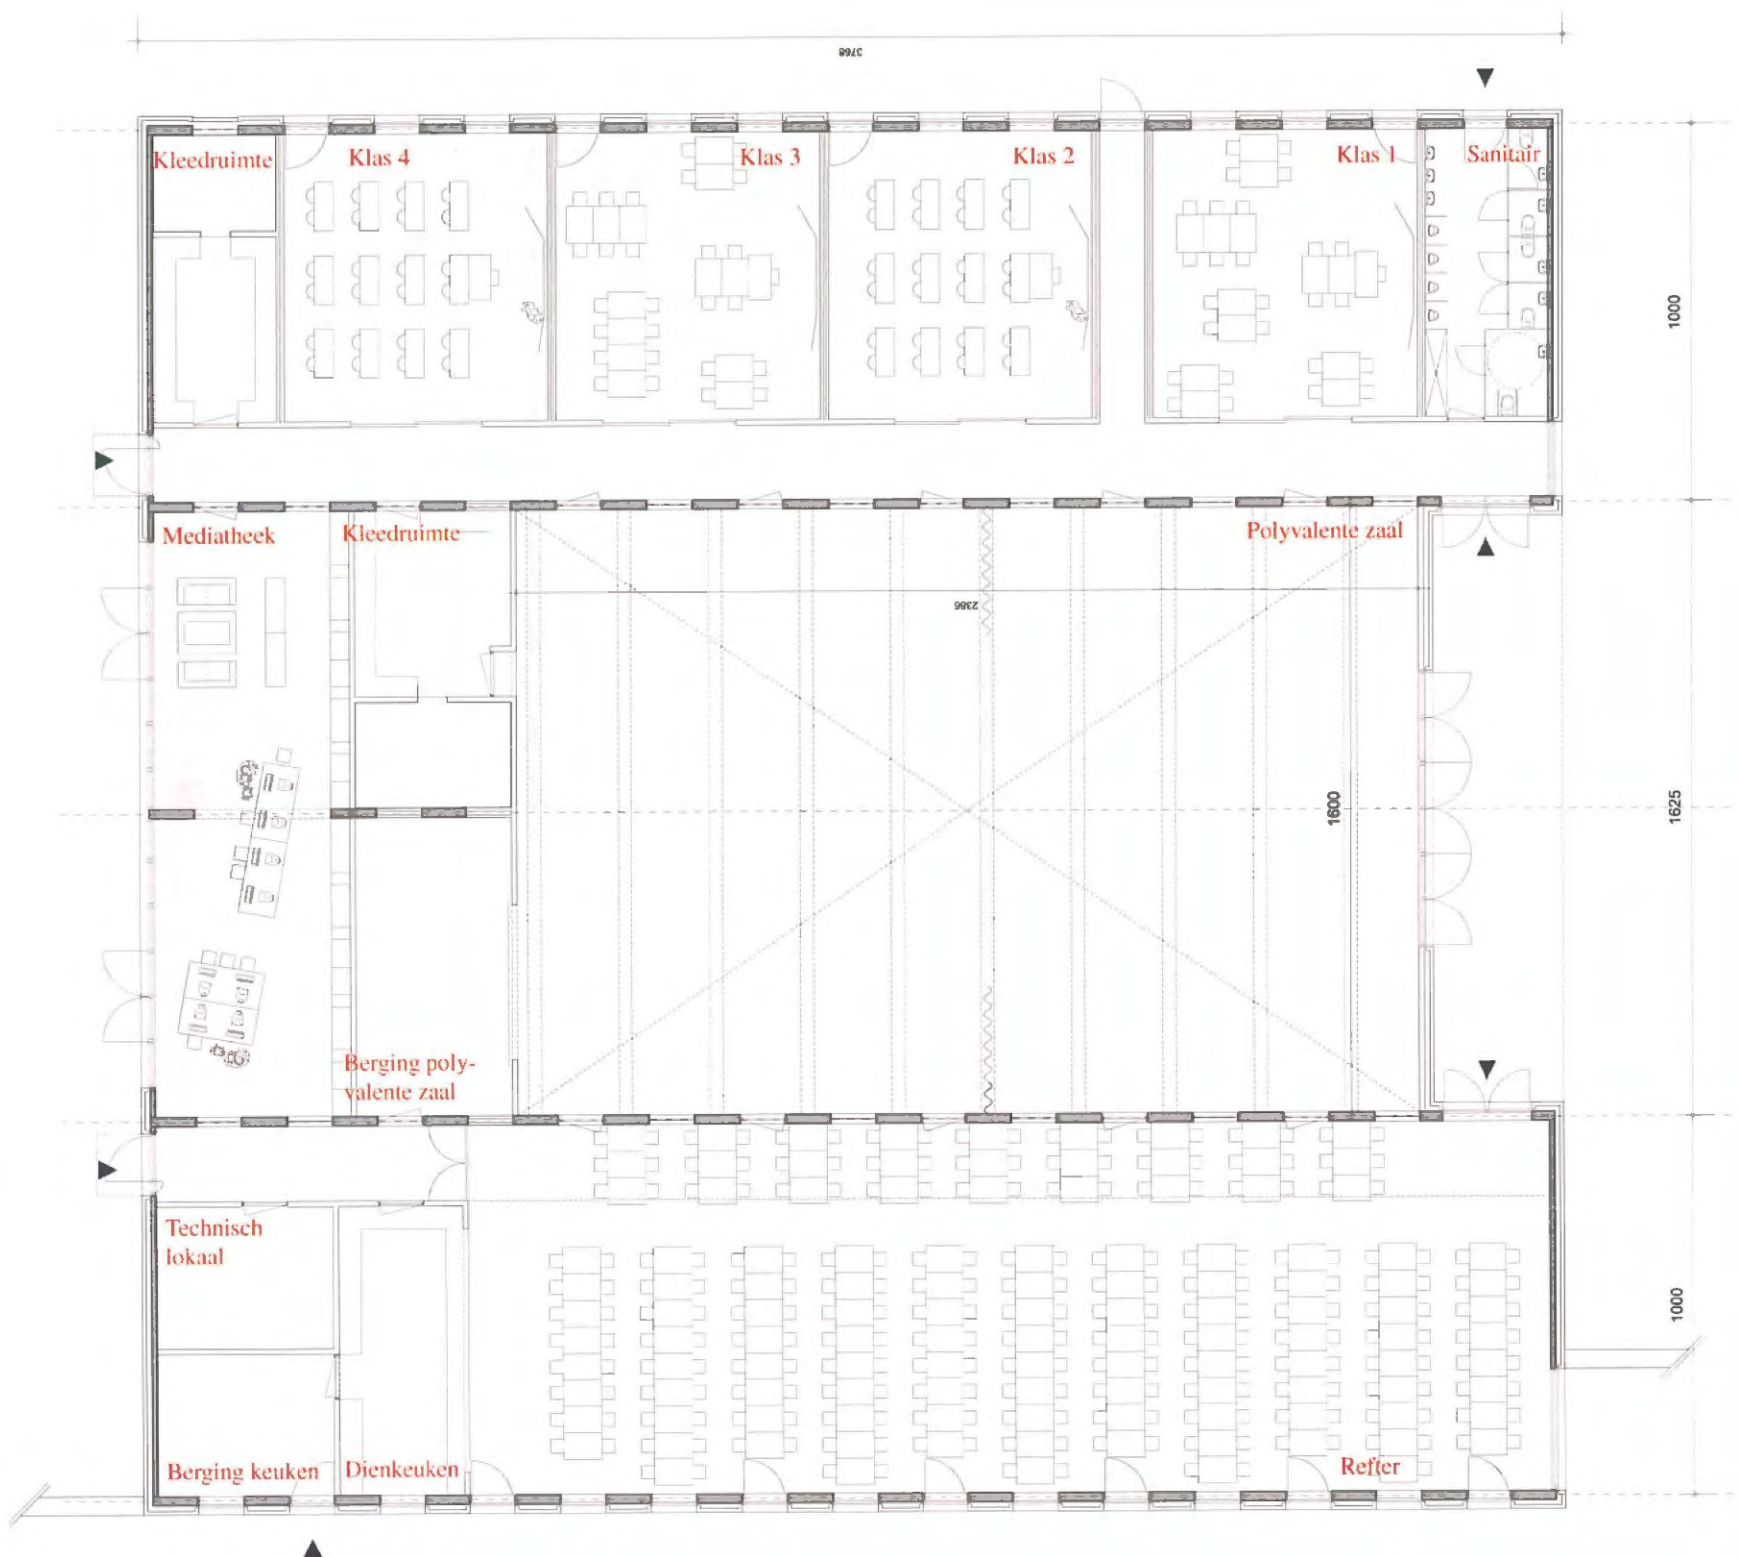 3768
Kleedruimte
Klas 4
Klas 3
Klas 2
Klas 1
Sanitair
1000
Mediatheek
Kleedruimte
Polyvalente zaal
2386
1600
1625
Berging poly-
valente zaal
Technisch
lokaal
1000
Berging keuken
Dienkeuken
Refter